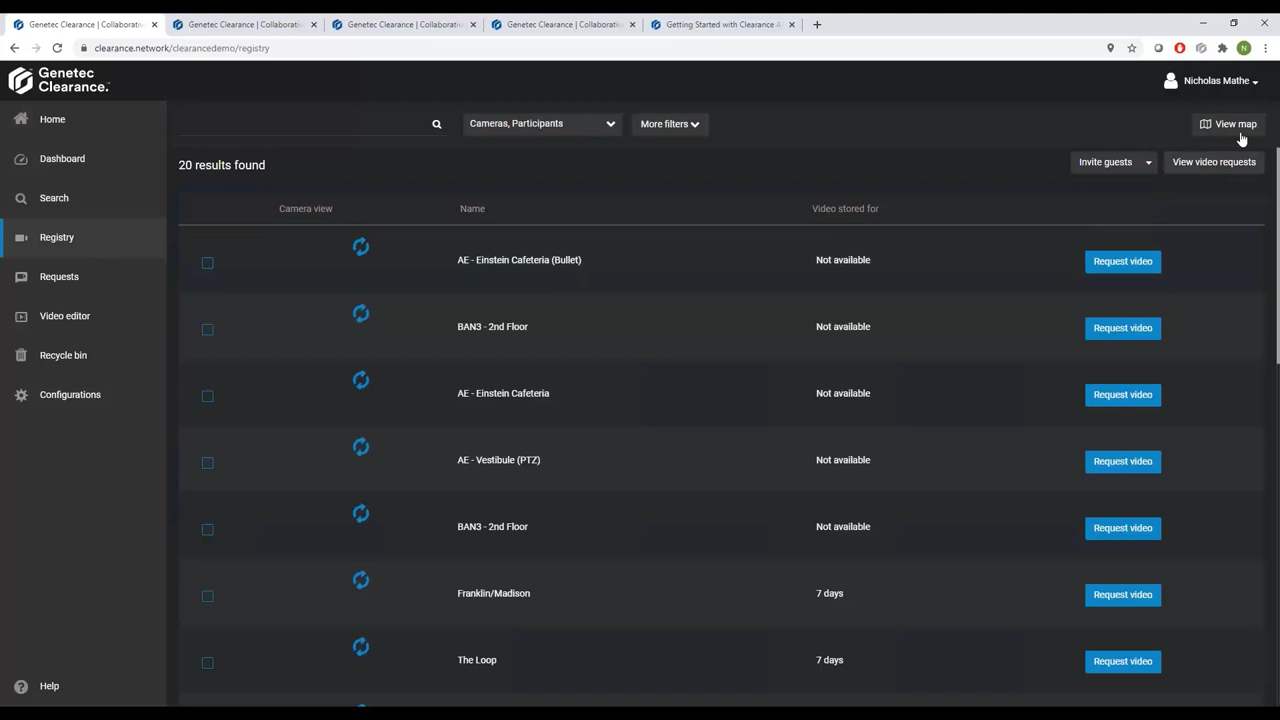 Genetec Clearance | Collaborativ
Genetec Clearance | Collaborativ
Genetec Clearance | Collaborativ
Genetec Clearance | Collaborativ
Getting Started with Clearance A
clearance.network/clearancedemo/registry
N
Genetec
Clearance.™
Nicholas Mathe
Home
Dashboard
Search
Registry
Requests
Video editor
Recycle bin
Configurations
Help
Cameras, Participants
More filters
View map
20 results found
Invite guests
View video requests
Camera view Name Video stored for
AE - Einstein Cafeteria (Bullet) Not available Request video
BAN3 - 2nd Floor Not available Request video
AE - Einstein Cafeteria Not available Request video
AE - Vestibule (PTZ) Not available Request video
BAN3 - 2nd Floor Not available Request video
Franklin/Madison 7 days Request video
The Loop 7 days Request video